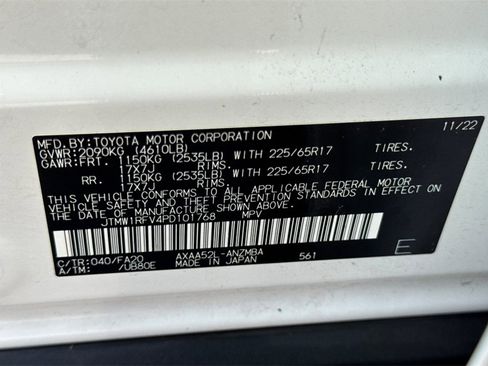 MFD.BY:TOYOTA MOTOR CORPORATION 11/22
GVWR:2090KG (4610LB)
GAWR:FRT. 1150KG (2535LB) WITH 225/65R17 TIRES.
17X7J RIMS
RR. 1150KG (2535LB) WITH 225/65R17 TIRES.
17X7J RIMS
THIS VEHICLE CONFORMS TO ALL APPLICABLE FEDERAL MOTOR
VEHICLE SAFETY AND THEFT PREVENTION STANDARDS IN EFFECT ON
THE DATE OF MANUFACTURE SHOWN ABOVE.
JTMW1RFV4PD101768 MPV
C/TR:040/FA20 AXAA52L-ANZMBA 561 E
A/TM: /UB80E MADE IN JAPAN